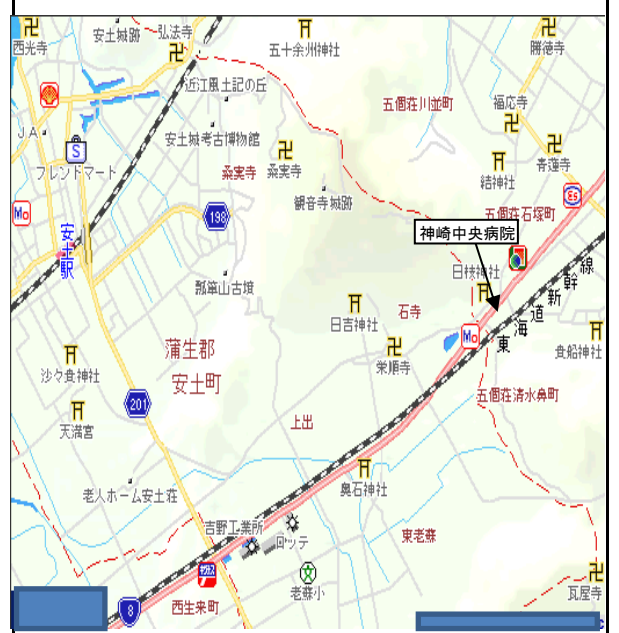 西光寺
安土城跡
弘法寺
五十余州神社
勝徳寺
近江風土記の丘
五個荘川並町
福応寺
JA
安土城考古博物館
フレンドマート
S
桑実寺
桑実寺
観音寺城跡
結神社
青蓮寺
Es
Mo
198
五個荘石塚町
神崎中央病院
安土駅
日枝神社
瓢箪山古墳
石寺
日吉神社
東海道新幹線
Mo
蒲生郡
安土町
沙々貴神社
栄順寺
貴船神社
201
五個荘清水鼻町
天満宮
上出
老人ホーム安土荘
奥石神社
吉野工業所
ロッテ
東老蘇
文
老蘇小
瓦屋寺
8
西生来町